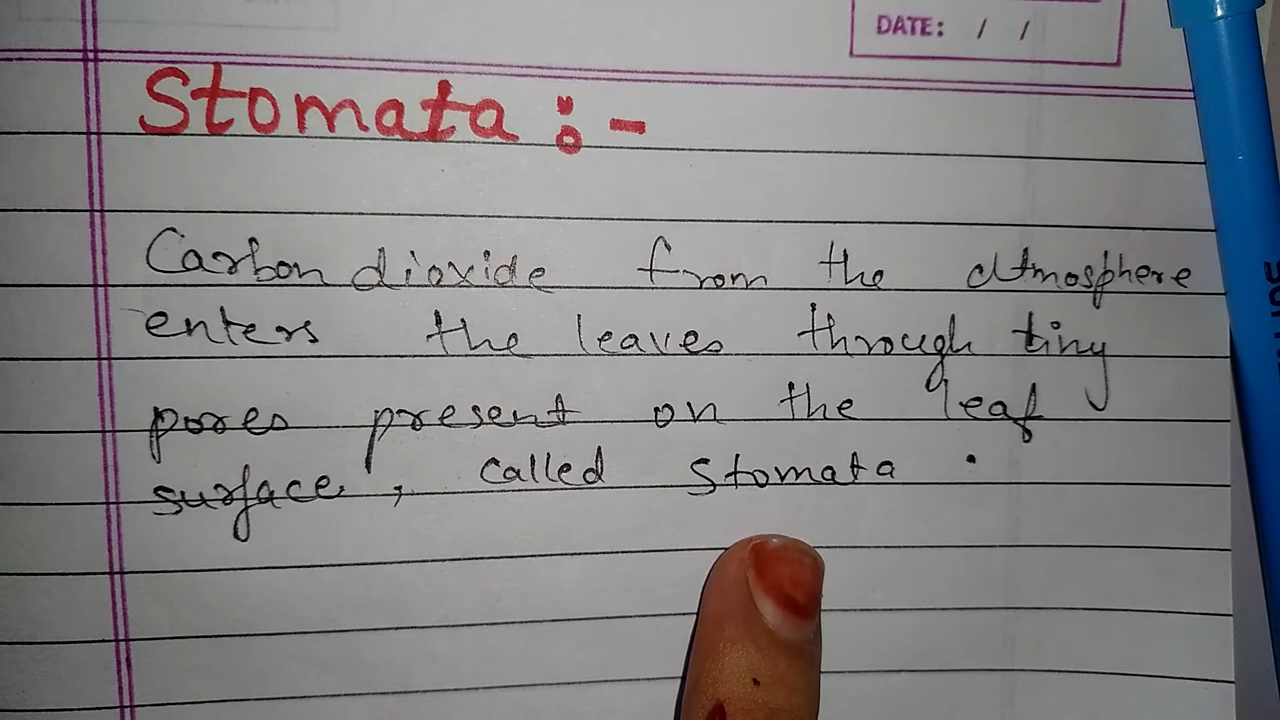 DATE: / /
Stomata :-
Carbon dioxide from the atmosphere
enters the leaves through tiny
pores present on the leaf
surface, called stomata.